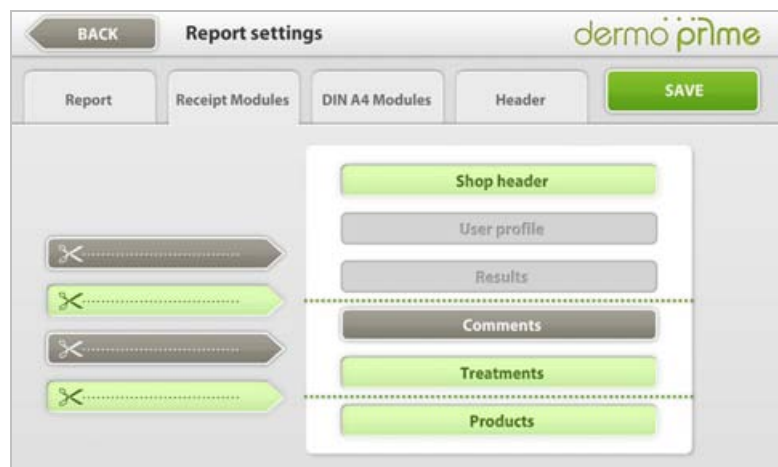 BACK
Report settings
dermo prime
Report
Receipt Modules
DIN A4 Modules
Header
SAVE
Shop header
User profile
Results
Comments
Treatments
Products